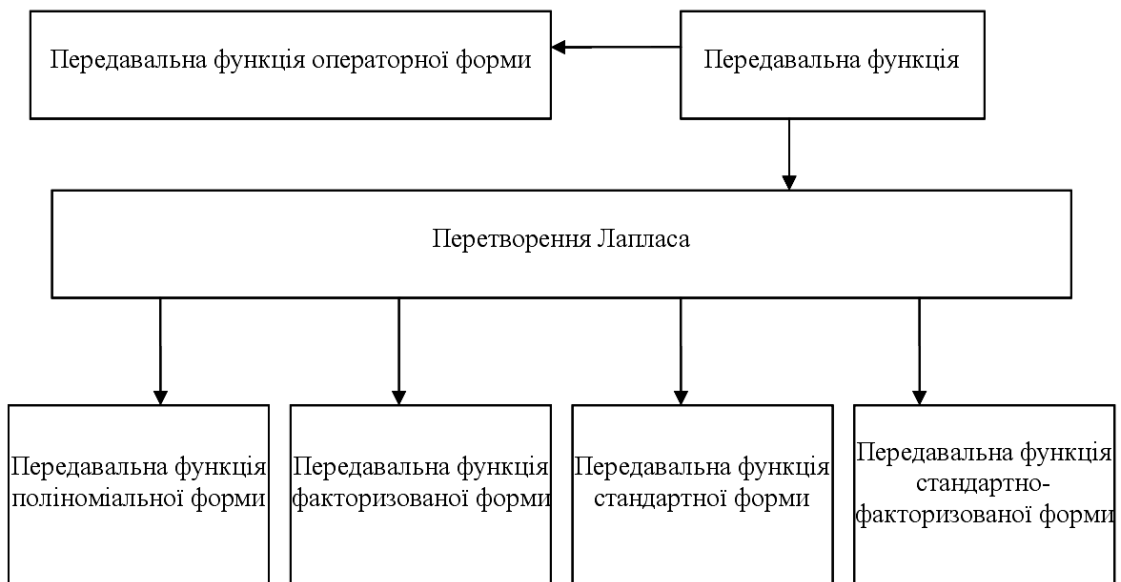 Передавальна функція операторної форми
Передавальна функція
Перетворення Лапласа
Передавальна функція
поліноміальної форми
Передавальна функція
факторизованої форми
Передавальна функція
стандартної форми
Передавальна функція
стандартно-
факторизованої форми